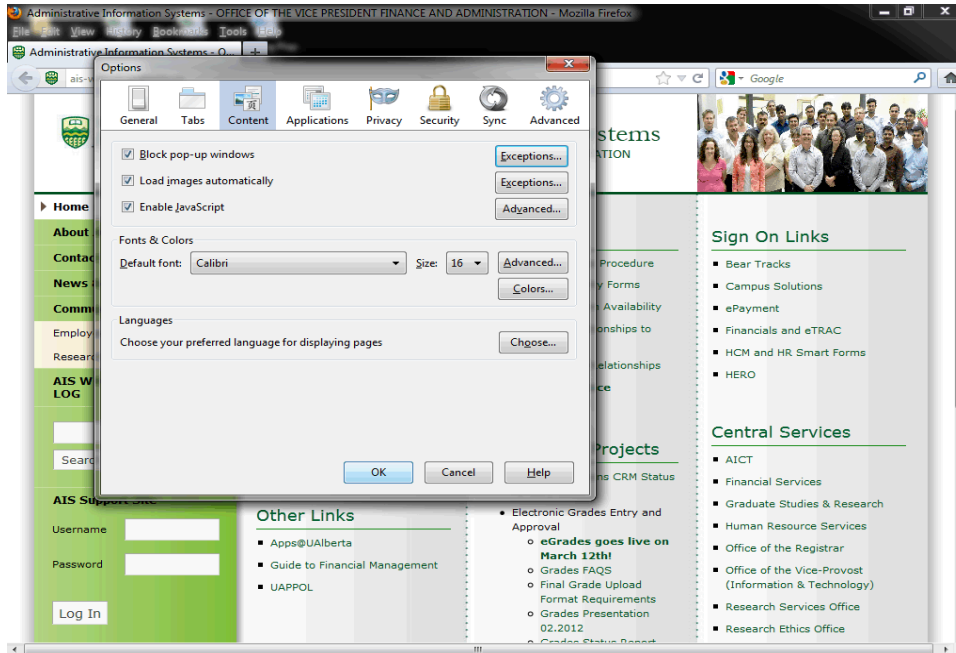 Administrative Information Systems - OFFICE OF THE VICE PRESIDENT FINANCE AND ADMINISTRATION - Mozilla Firefox
File Edit View History Bookmarks Tools Help
Administrative Information Systems - O...
Google
Options
General Tabs Content Applications Privacy Security Sync Advanced
Block pop-up windows
Exceptions...
Load images automatically
Exceptions...
Enable JavaScript
Advanced...
Fonts & Colors
Default font: Calibri Size: 16 Advanced...
Colors...
Languages
Choose your preferred language for displaying pages
Choose...
OK Cancel Help
Home
About
News
Employ
Researc
AIS W
LOG
Searc
AIS Support Site
Username
Password
Log In
Other Links
Apps@UAlberta
Guide to Financial Management
UAPPOL
stems
ATION
Procedure
y Forms
Availability
onships to
elationships
ce
Projects
ns CRM Status
Electronic Grades Entry and
Approval
eGrades goes live on
March 12th!
Grades FAQS
Final Grade Upload
Format Requirements
Grades Presentation
02.2012
Grades Status Report
Sign On Links
Bear Tracks
Campus Solutions
ePayment
Financials and eTRAC
HCM and HR Smart Forms
HERO
Central Services
AICT
Financial Services
Graduate Studies & Research
Human Resource Services
Office of the Registrar
Office of the Vice-Provost
(Information & Technology)
Research Services Office
Research Ethics Office